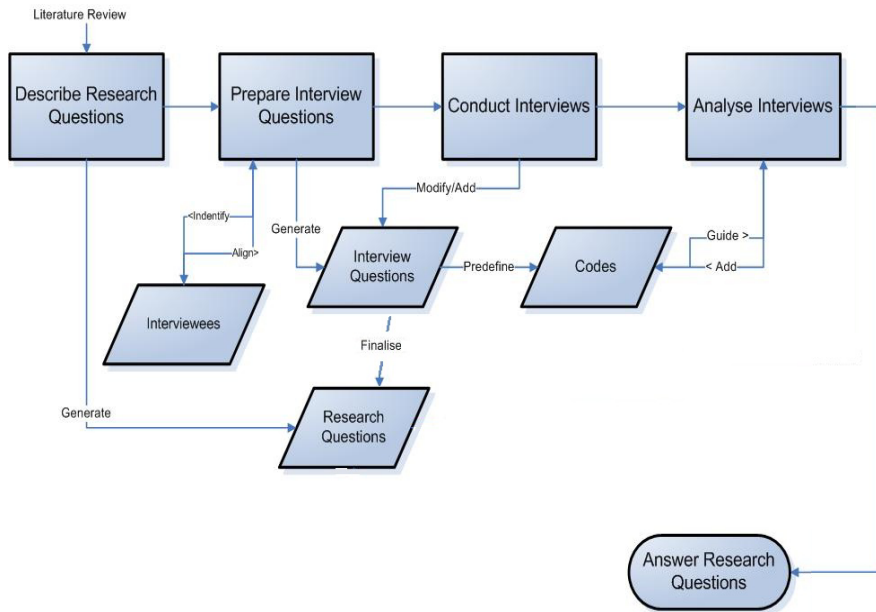 Literature Review
Describe Research
Questions
Prepare Interview
Questions
Conduct Interviews
Analyse Interviews
Modify/Add
<Indentify
Generate
Align>
Guide >
< Add
Interview
Questions
Predefine
Codes
Interviewees
Finalise
Generate
Research
Questions
Answer Research
Questions